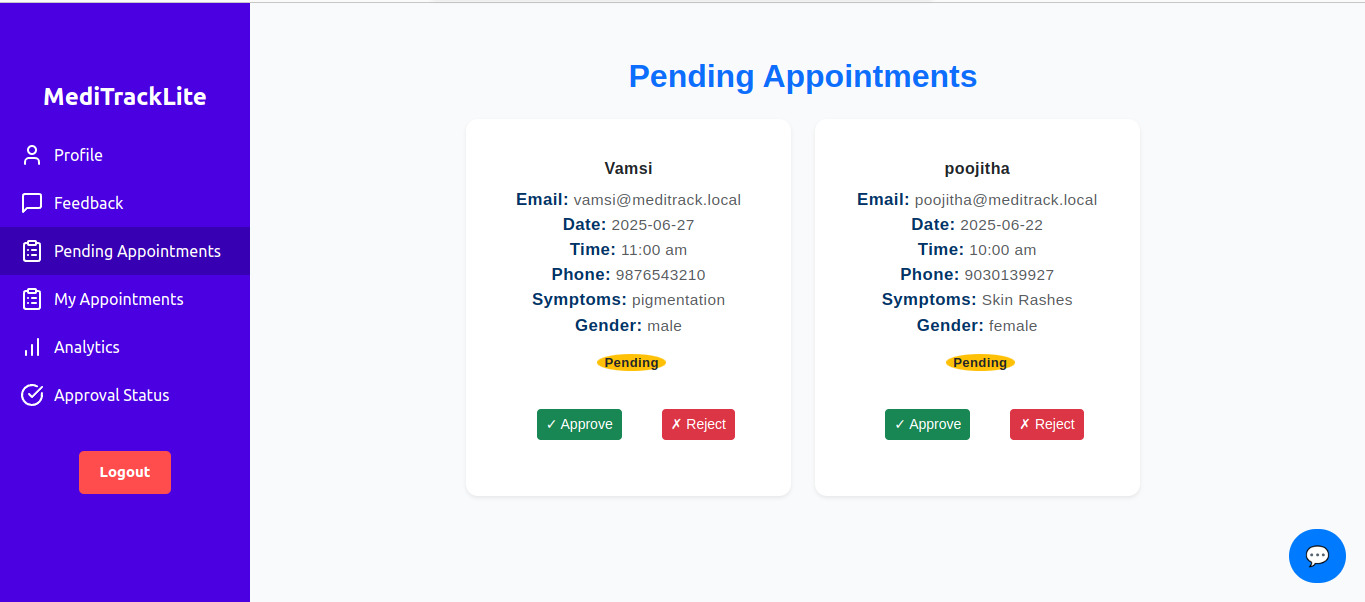 MediTrackLite
Profile
Feedback
Pending Appointments
My Appointments
Analytics
Approval Status
Logout
Pending Appointments
Vamsi
Email: vamsi@meditrack.local
Date: 2025-06-27
Time: 11:00 am
Phone: 9876543210
Symptoms: pigmentation
Gender: male
Pending
✓ Approve
✗ Reject
poojitha
Email: poojitha@meditrack.local
Date: 2025-06-22
Time: 10:00 am
Phone: 9030139927
Symptoms: Skin Rashes
Gender: female
Pending
✓ Approve
✗ Reject